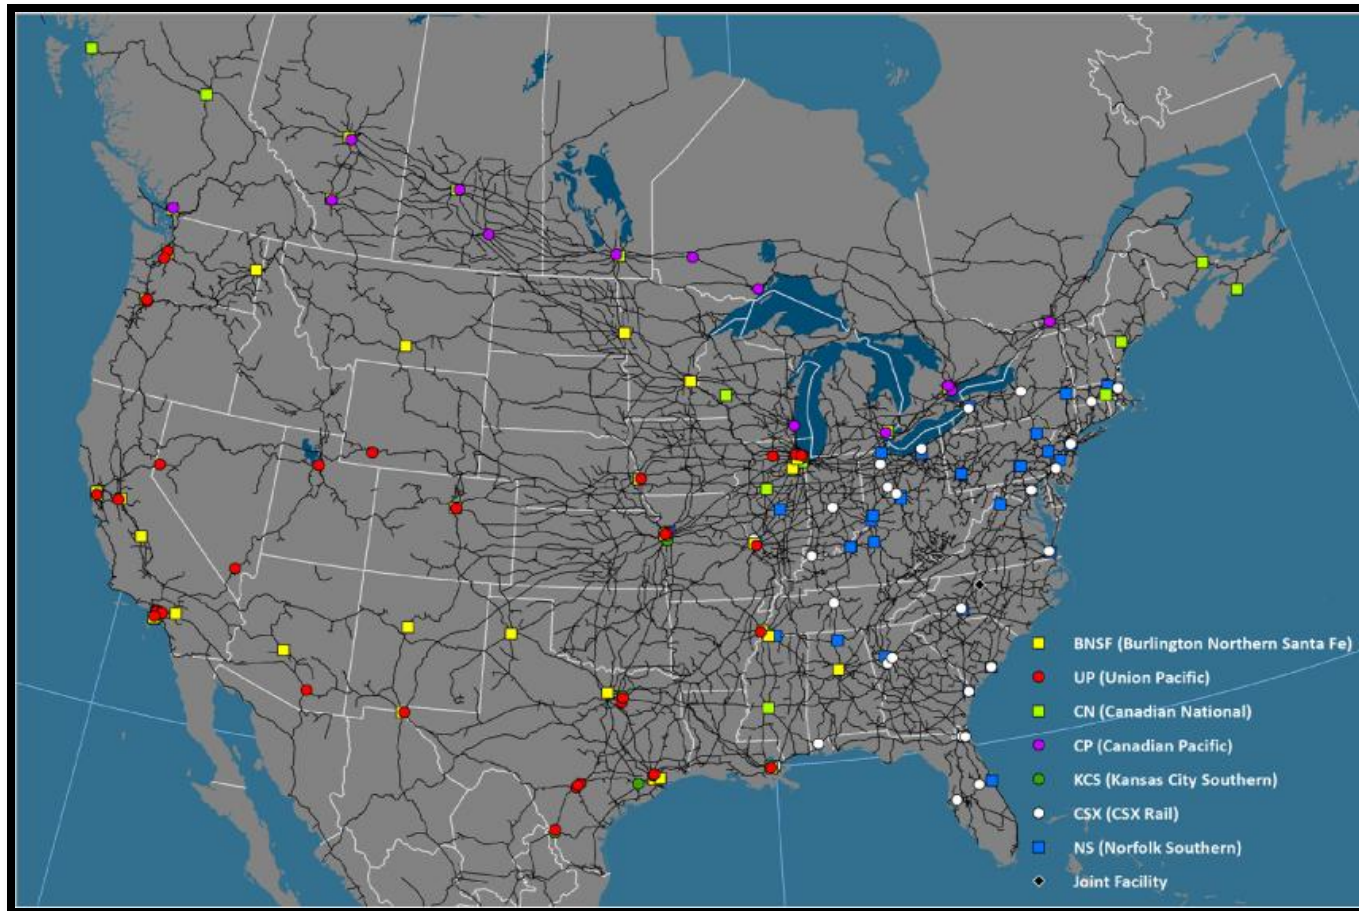 BNSF (Burlington Northern Santa Fe)
UP (Union Pacific)
CN (Canadian National)
CP (Canadian Pacific)
KCS (Kansas City Southern)
CSX (CSX Rail)
NS (Norfolk Southern)
Joint Facility